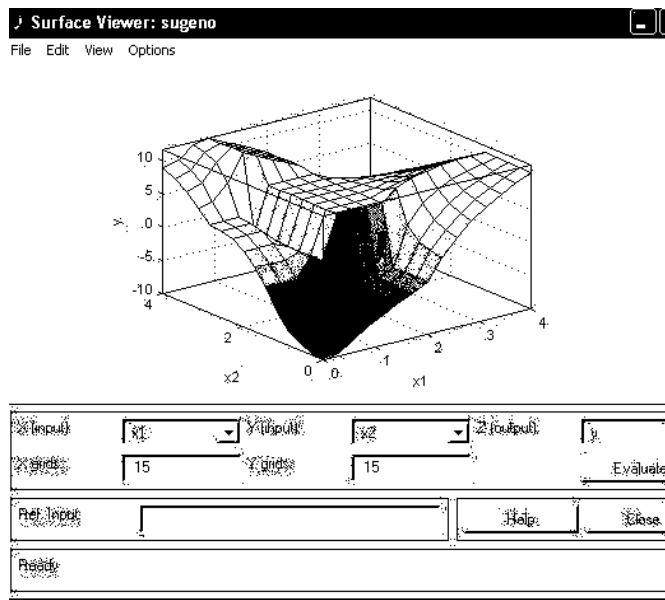 Surface Viewer: sugeno
File Edit View Options
10
5
0
-5
-10
y
4
2
0
x2
0
1
2
3
4
x1
X (input): x1 Y (input): x2 Z (output): y
X grids: 15 Y grids: 15 Evaluate
Ref. Input: Help Close
Ready